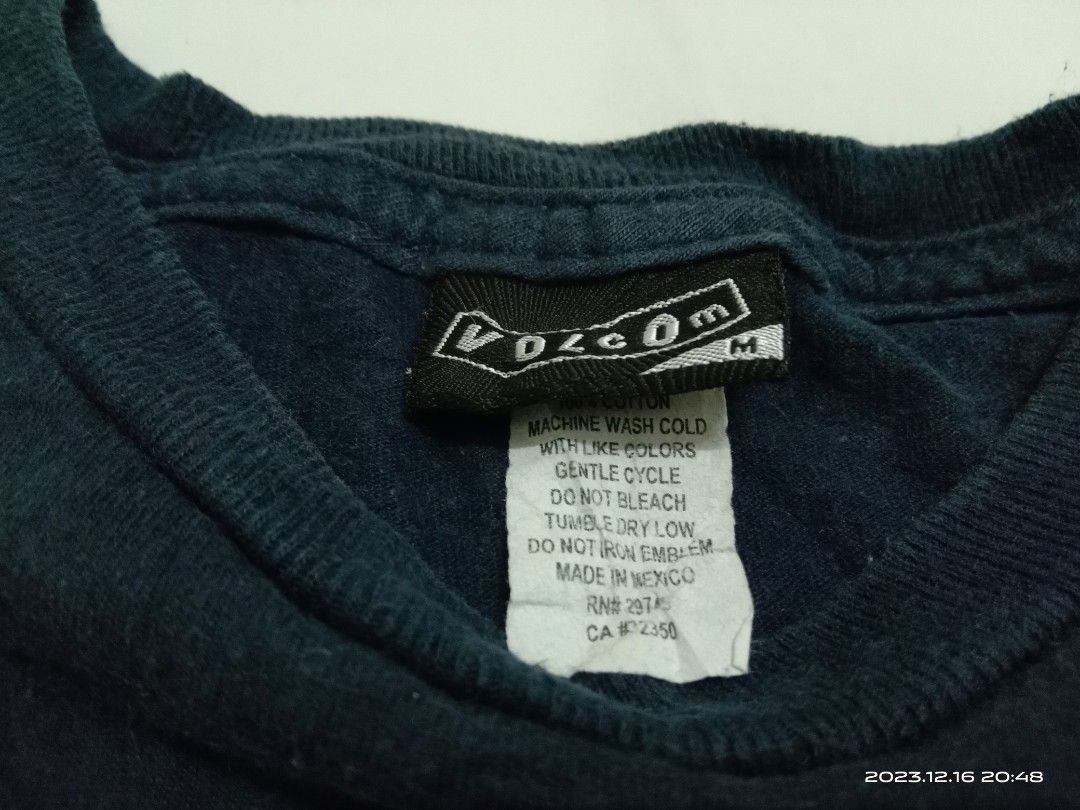 VOLCOM
M
100% COTTON
MACHINE WASH COLD
WITH LIKE COLORS
GENTLE CYCLE
DO NOT BLEACH
TUMBLE DRY LOW
DO NOT IRON EMBLEM
MADE IN MEXICO
RN#
CA
2023.12.16 20:48